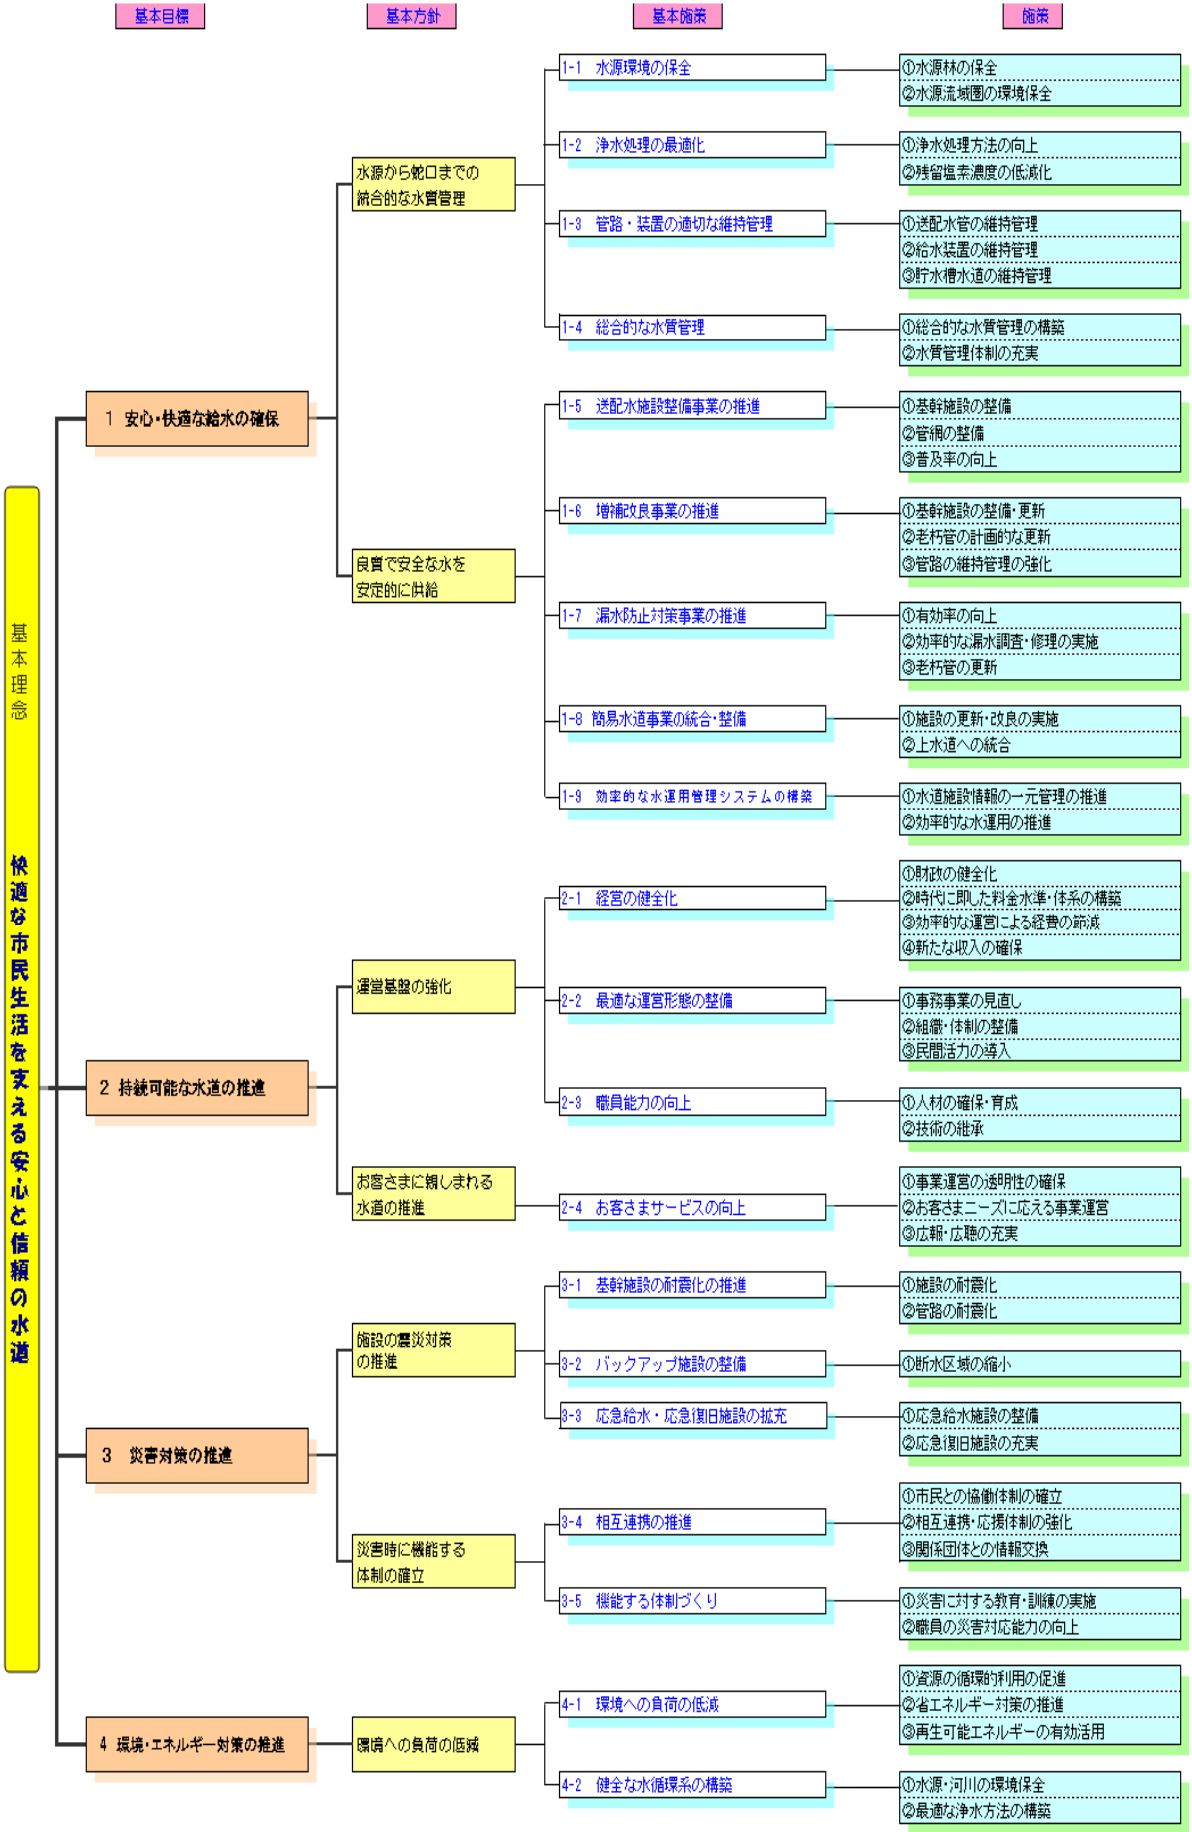 基本目標
基本方針
基本施策
施策
基本理念
快適な市民生活を支える安心と信頼の水道
1 安心・快適な給水の確保
水源から蛇口までの
統合的な水質管理
1-1 水源環境の保全
①水源林の保全
②水源流域圏の環境保全
1-2 浄水処理の最適化
①浄水処理方法の向上
②残留塩素濃度の低減化
1-3 管路・装置の適切な維持管理
①送配水管の維持管理
②給水装置の維持管理
③貯水槽水道の維持管理
1-4 総合的な水質管理
①総合的な水質管理の構築
②水質管理体制の充実
良質で安全な水を
安定的に供給
1-5 送配水施設整備事業の推進
①基幹施設の整備
②管網の整備
③普及率の向上
1-6 増補改良事業の推進
①基幹施設の整備・更新
②老朽管の計画的な更新
③管路の維持管理の強化
1-7 漏水防止対策事業の推進
①有効率の向上
②効率的な漏水調査・修理の実施
③老朽管の更新
1-8 簡易水道事業の統合・整備
①施設の更新・改良の実施
②上水道への統合
1-9 効率的な水運用管理システムの構築
①水道施設情報の一元管理の推進
②効率的な水運用の推進
2 持続可能な水道の推進
運営基盤の強化
2-1 経営の健全化
①財政の健全化
②時代に即した料金水準・体系の構築
③効率的な運営による経費の節減
④新たな収入の確保
2-2 最適な運営形態の整備
①事務事業の見直し
②組織・体制の整備
③民間活力の導入
2-3 職員能力の向上
①人材の確保・育成
②技術の継承
お客さまに親しまれる
水道の推進
2-4 お客さまサービスの向上
①事業運営の透明性の確保
②お客さまニーズに応える事業運営
③広報・広聴の充実
3 災害対策の推進
施設の震災対策
の推進
3-1 基幹施設の耐震化の推進
①施設の耐震化
②管路の耐震化
3-2 バックアップ施設の整備
①断水区域の縮小
3-3 応急給水・応急復旧施設の拡充
①応急給水施設の整備
②応急復旧施設の充実
災害時に機能する
体制の確立
3-4 相互連携の推進
①市民との協働体制の確立
②相互連携・応援体制の強化
③関係団体との情報交換
3-5 機能する体制づくり
①災害に対する教育・訓練の実施
②職員の災害対応能力の向上
4 環境・エネルギー対策の推進
環境への負荷の低減
4-1 環境への負荷の低減
①資源の循環的利用の促進
②省エネルギー対策の推進
③再生可能エネルギーの有効活用
4-2 健全な水循環系の構築
①水源・河川の環境保全
②最適な浄水方法の構築